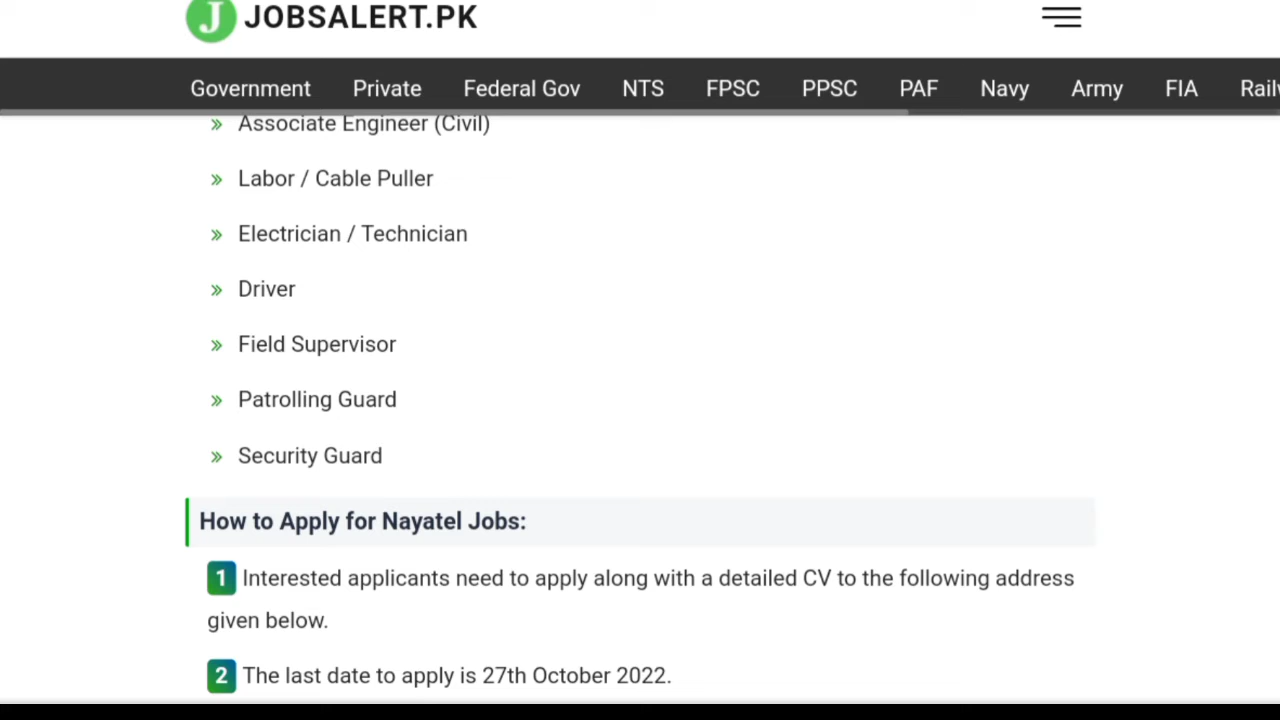 J JOBSALERT.PK
Government Private Federal Gov NTS FPSC PPSC PAF Navy Army FIA
» Associate Engineer (Civil)
» Labor / Cable Puller
» Electrician / Technician
» Driver
» Field Supervisor
» Patrolling Guard
» Security Guard
How to Apply for Nayatel Jobs:
1 Interested applicants need to apply along with a detailed CV to the following address
given below.
2 The last date to apply is 27th October 2022.